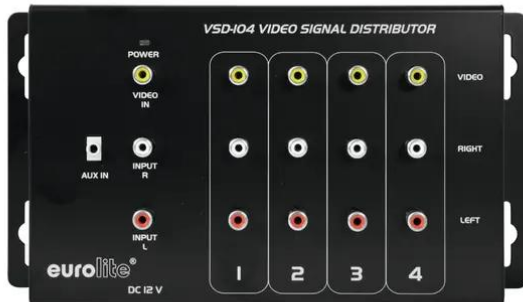 VSD-104 VIDEO SIGNAL DISTRIBUTOR
POWER
VIDEO
IN
VIDEO
AUX IN
INPUT
R
RIGHT
INPUT
L
LEFT
eurolite®
DC 12 V
1 2 3 4